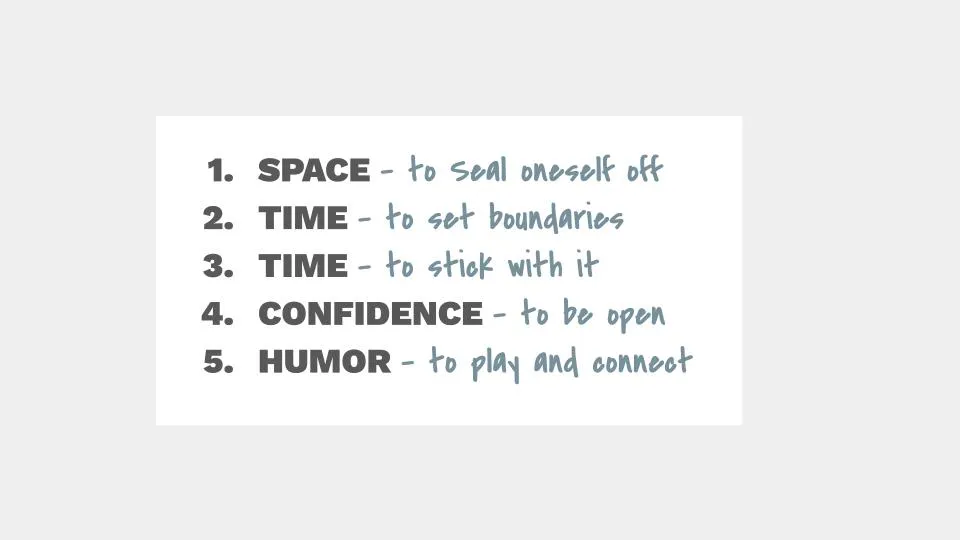 1. SPACE - to seal oneself off
2. TIME - to set boundaries
3. TIME - to stick with it
4. CONFIDENCE - to be open
5. HUMOR - to play and connect